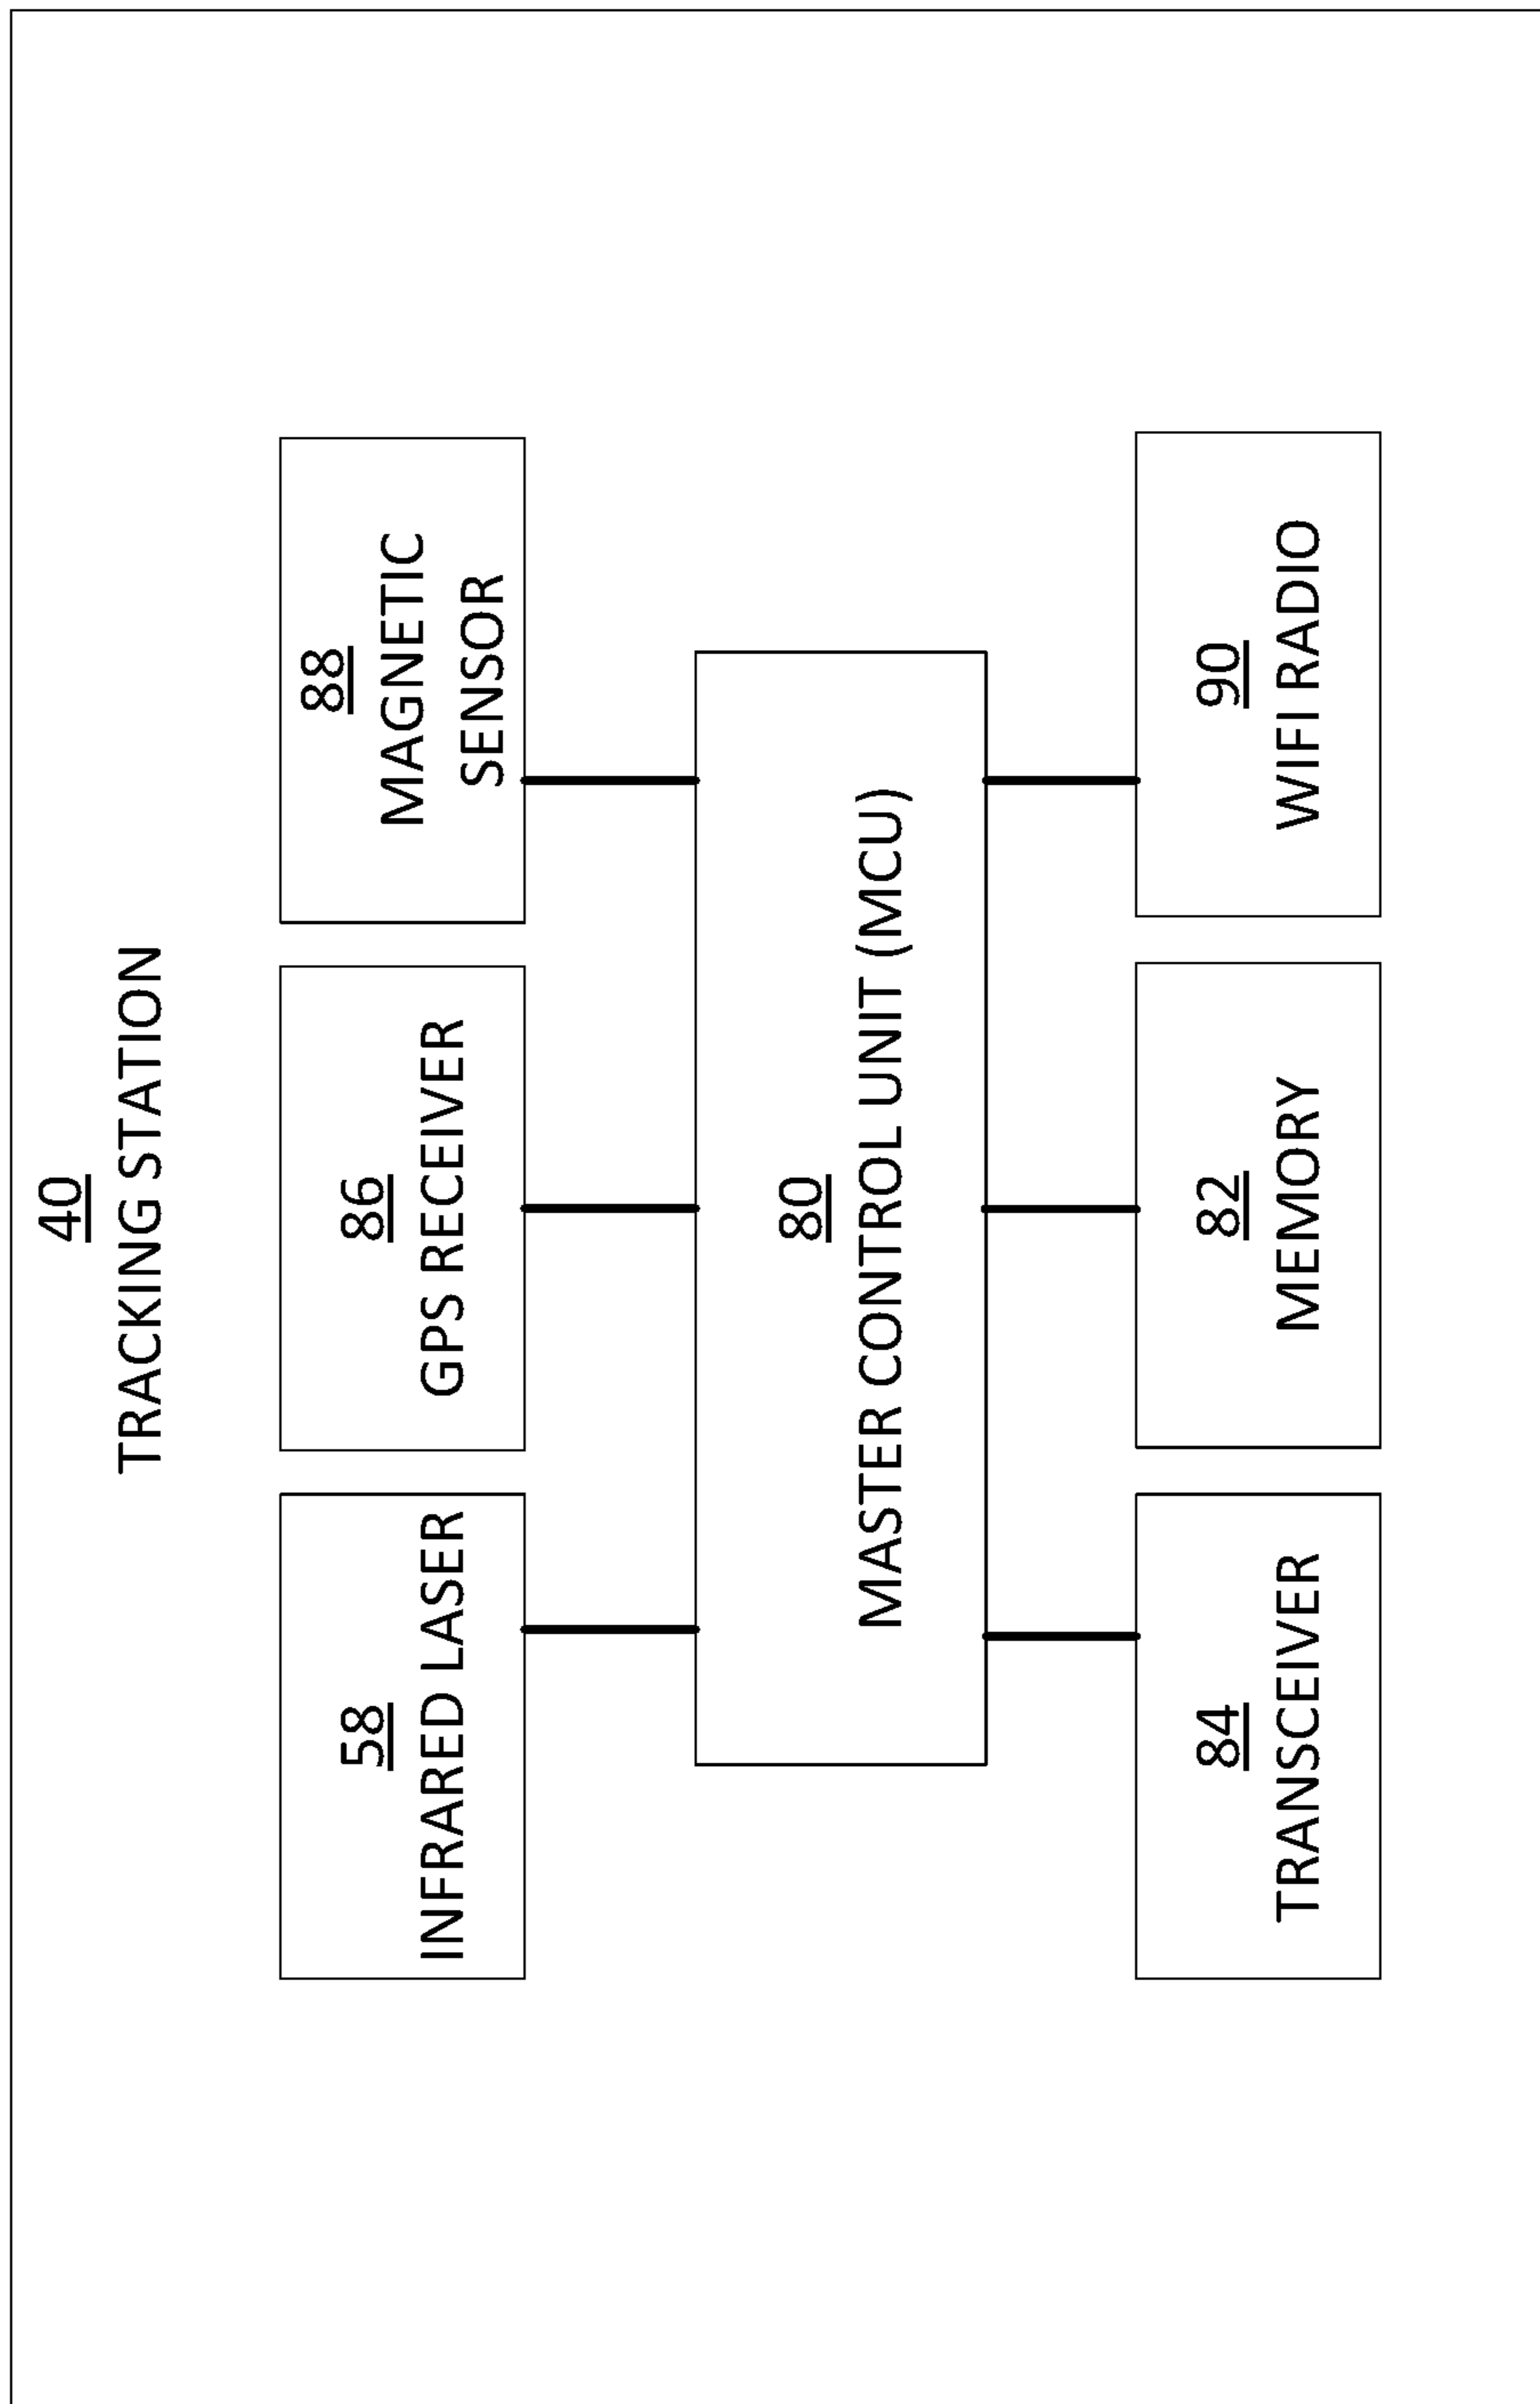 40
TRACKING STATION
58
INFRARED LASER
86
GPS RECEIVER
88
MAGNETIC
SENSOR
80
MASTER CONTROL UNIT (MCU)
84
TRANSCEIVER
82
MEMORY
90
WIFI RADIO